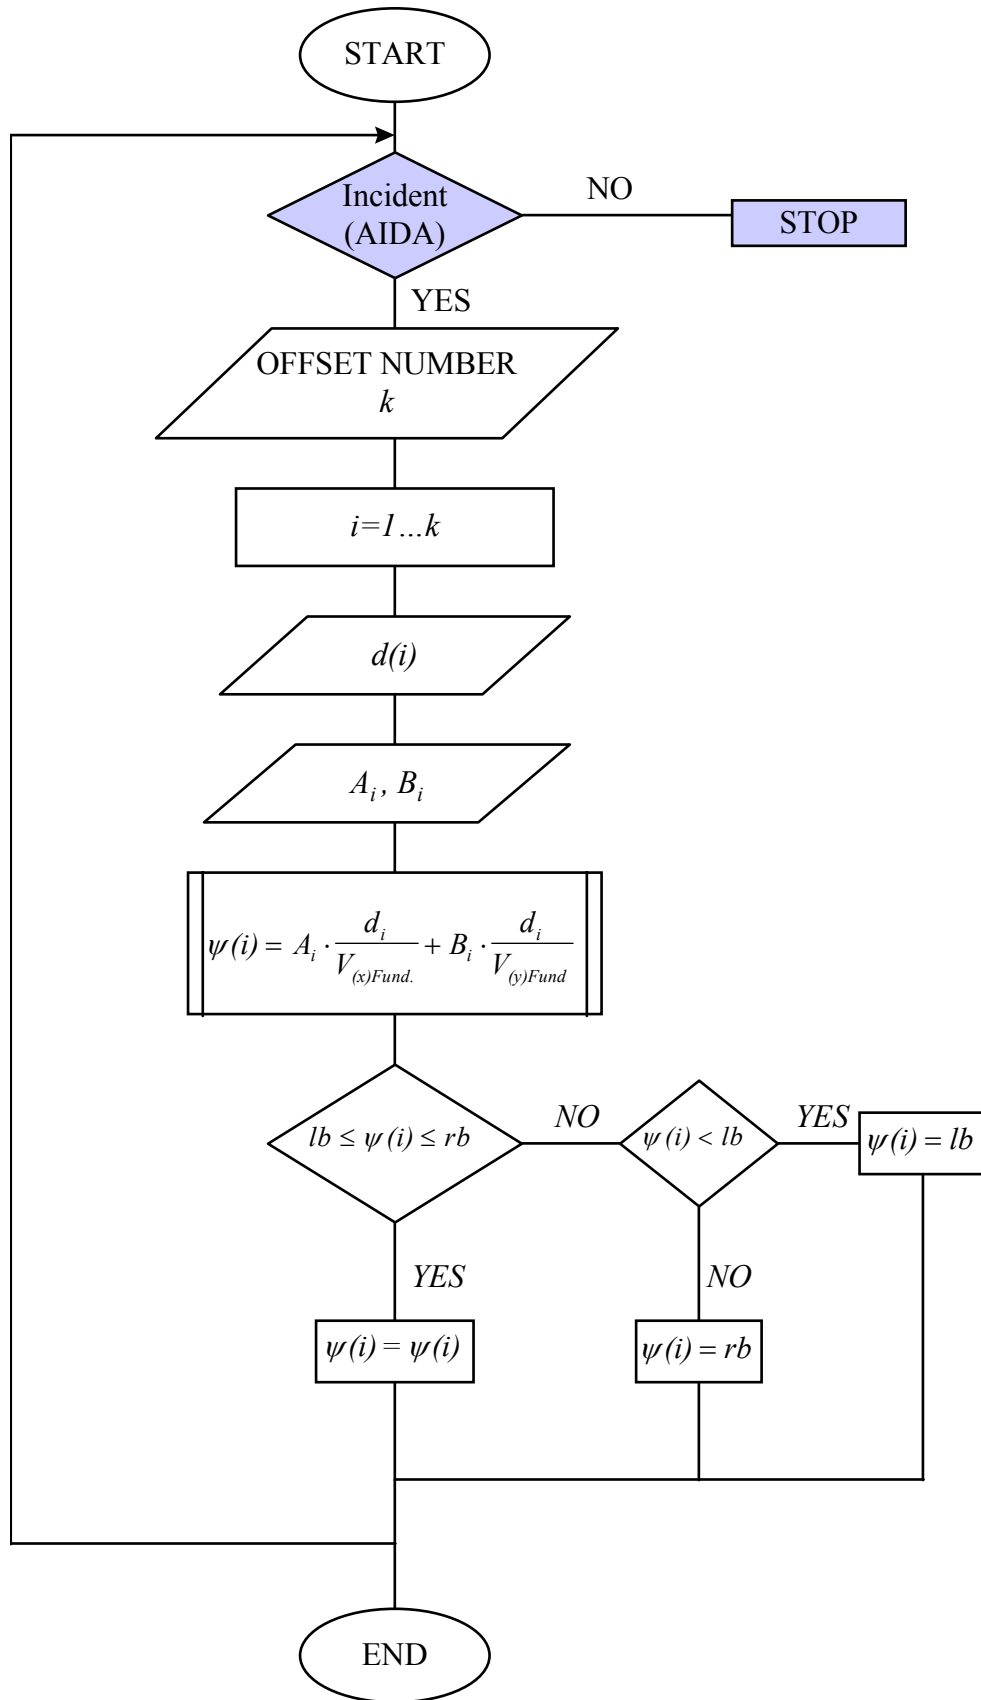 START
Incident
(AIDA)
NO
STOP
YES
OFFSET NUMBER
k
i=1...k
d(i)
A_i, B_i
ψ(i) = A_i · d_i / V_(x)Fund. + B_i · d_i / V_(y)Fund
lb ≤ ψ(i) ≤ rb
NO
ψ(i) < lb
YES
ψ(i) = lb
YES
NO
ψ(i) = ψ(i)
ψ(i) = rb
END